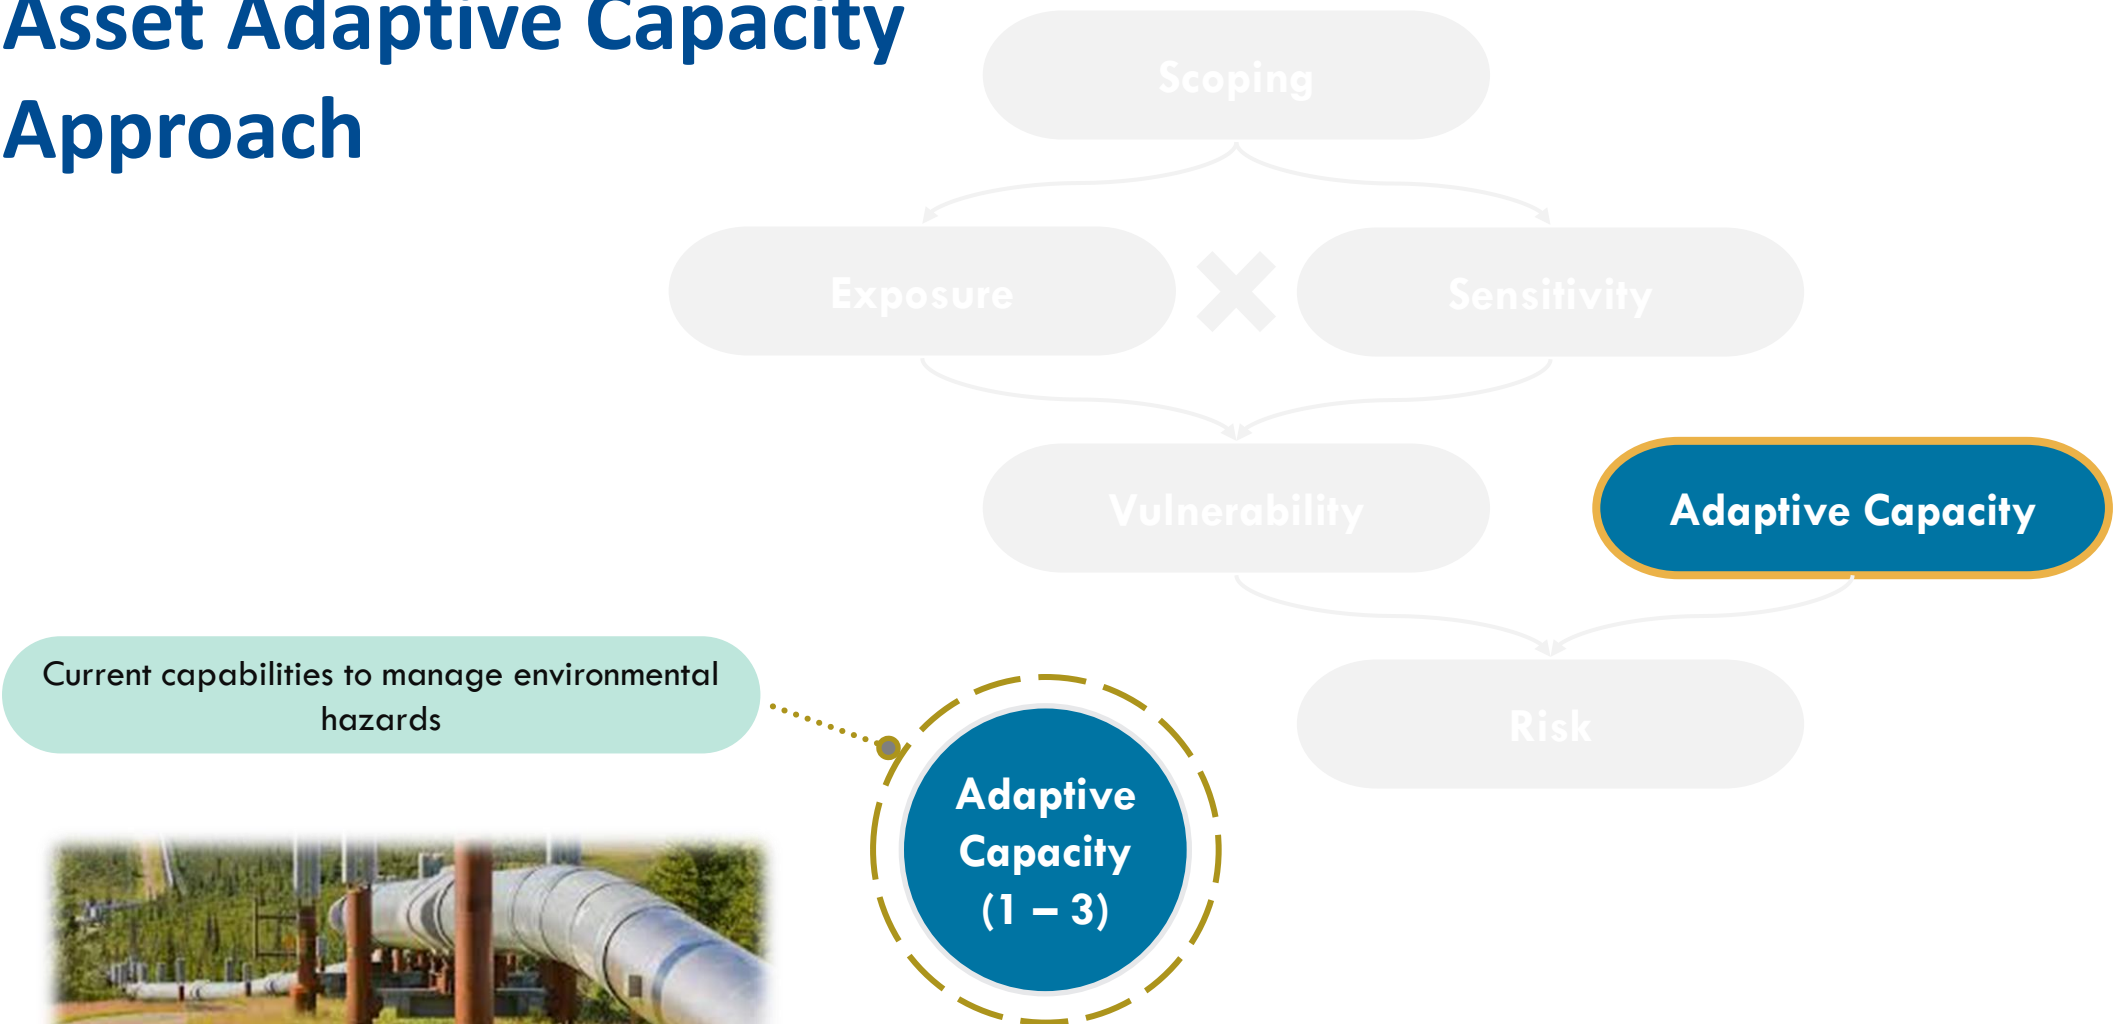 Asset Adaptive Capacity
Approach
Scoping
Exposure
Sensitivity
Vulnerability
Adaptive Capacity
Risk
Current capabilities to manage environmental
hazards
Adaptive
Capacity
(1 – 3)